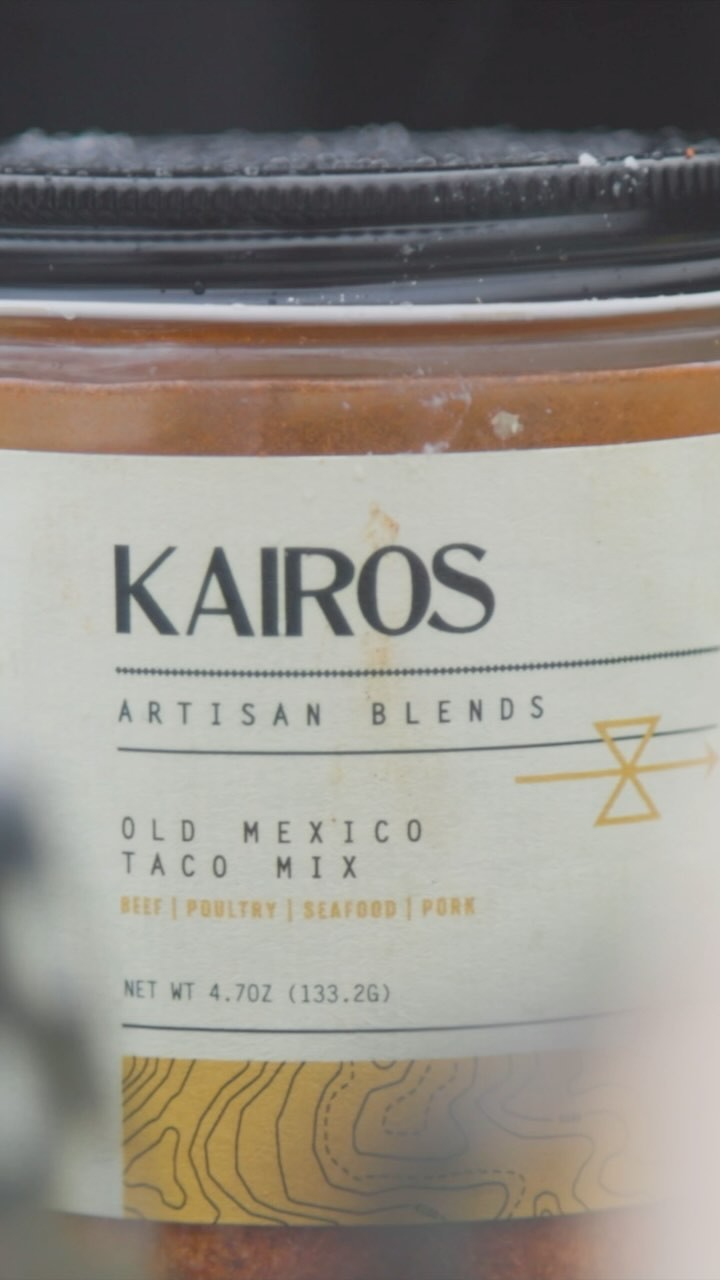 KAIROS
ARTISAN BLENDS
OLD MEXICO
TACO MIX
BEEF | POULTRY | SEAFOOD | PORK
NET WT 4.7OZ (133.2G)